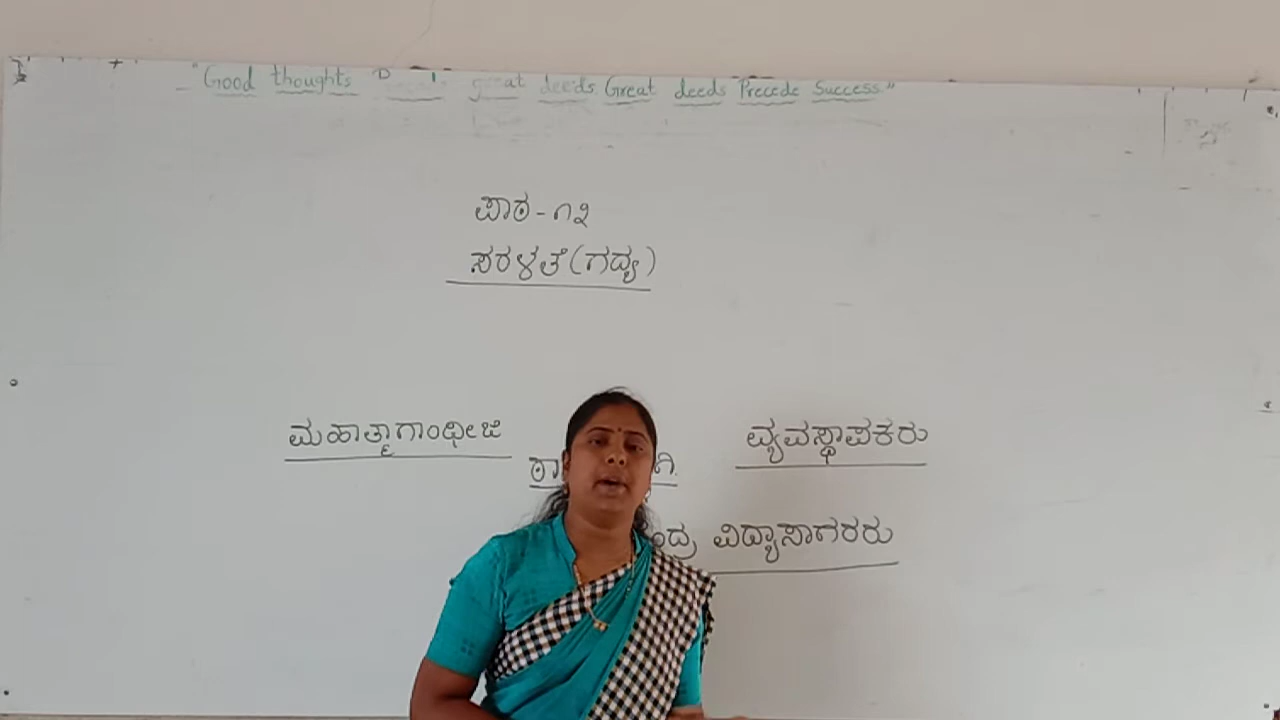 "Good thoughts great deeds Great deeds Precede Success"
ಪಾಠ - ೧೨
ಸರಳತೆ (ಗದ್ಯ)
ಮಹಾತ್ಮಾಗಾಂಧೀಜಿ
ವ್ಯವಸ್ಥಾಪಕರು
ವಿದ್ಯಾಸಾಗರರು